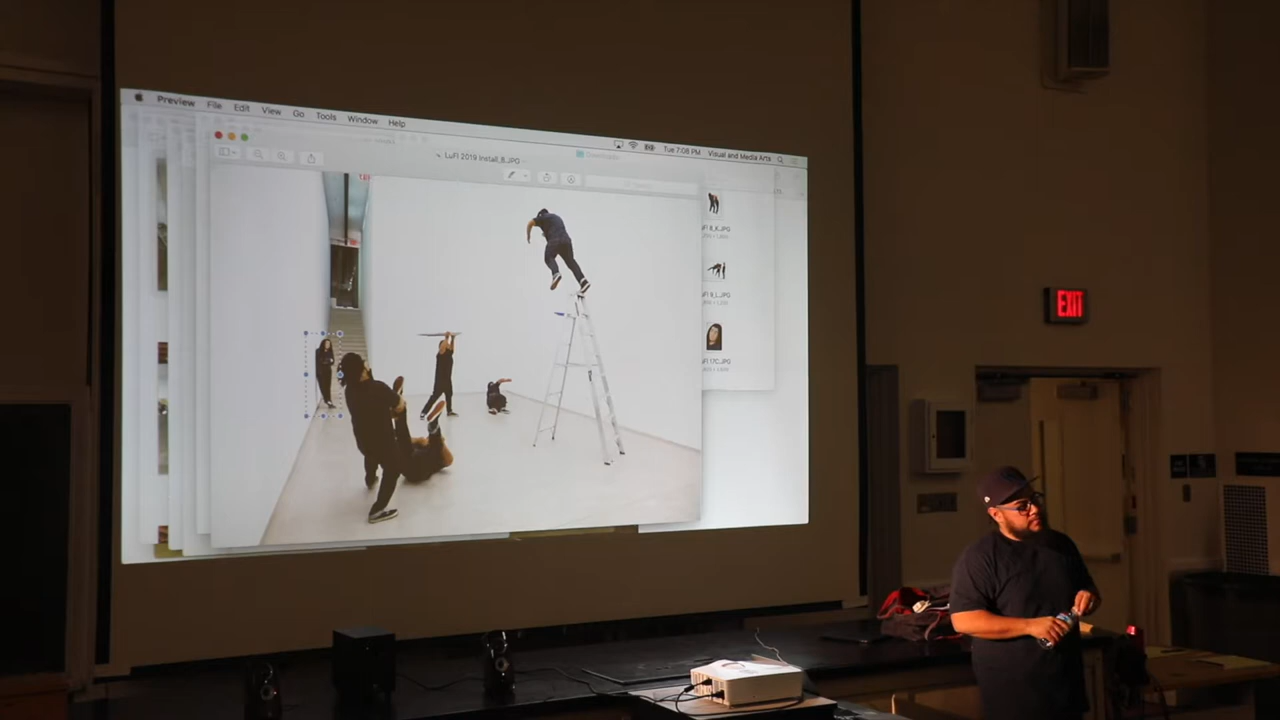 Preview File Edit View Go Tools Window Help
Tue 7:08 PM Visual and Media Arts
LuFI 2019 Install_8.JPG
Downloads
EXIT